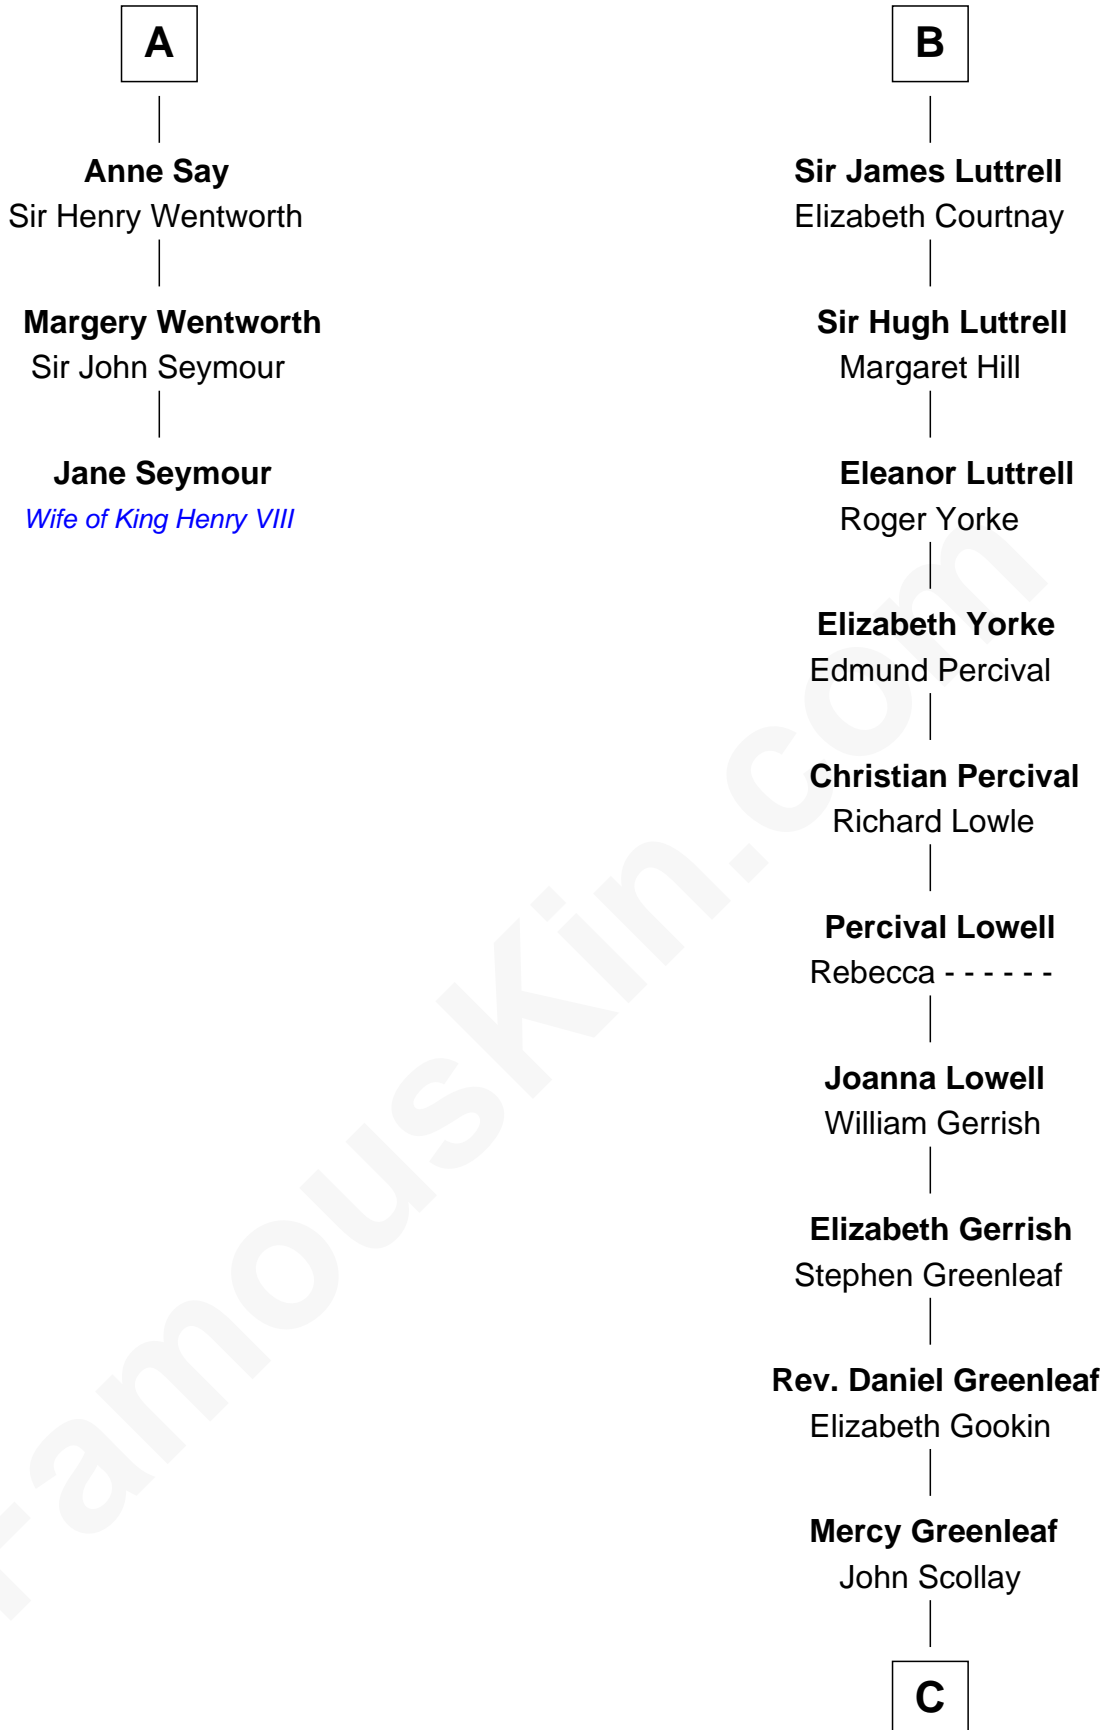 A
Anne Say
Sir Henry Wentworth
Margery Wentworth
Sir John Seymour
Jane Seymour
Wife of King Henry VIII
B
Sir James Luttrell
Elizabeth Courtnay
Sir Hugh Luttrell
Margaret Hill
Eleanor Luttrell
Roger Yorke
Elizabeth Yorke
Edmund Percival
Christian Percival
Richard Lowle
Percival Lowell
Rebecca - - - - - -
Joanna Lowell
William Gerrish
Elizabeth Gerrish
Stephen Greenleaf
Rev. Daniel Greenleaf
Elizabeth Gookin
Mercy Greenleaf
John Scollay
C
FamousKin.com